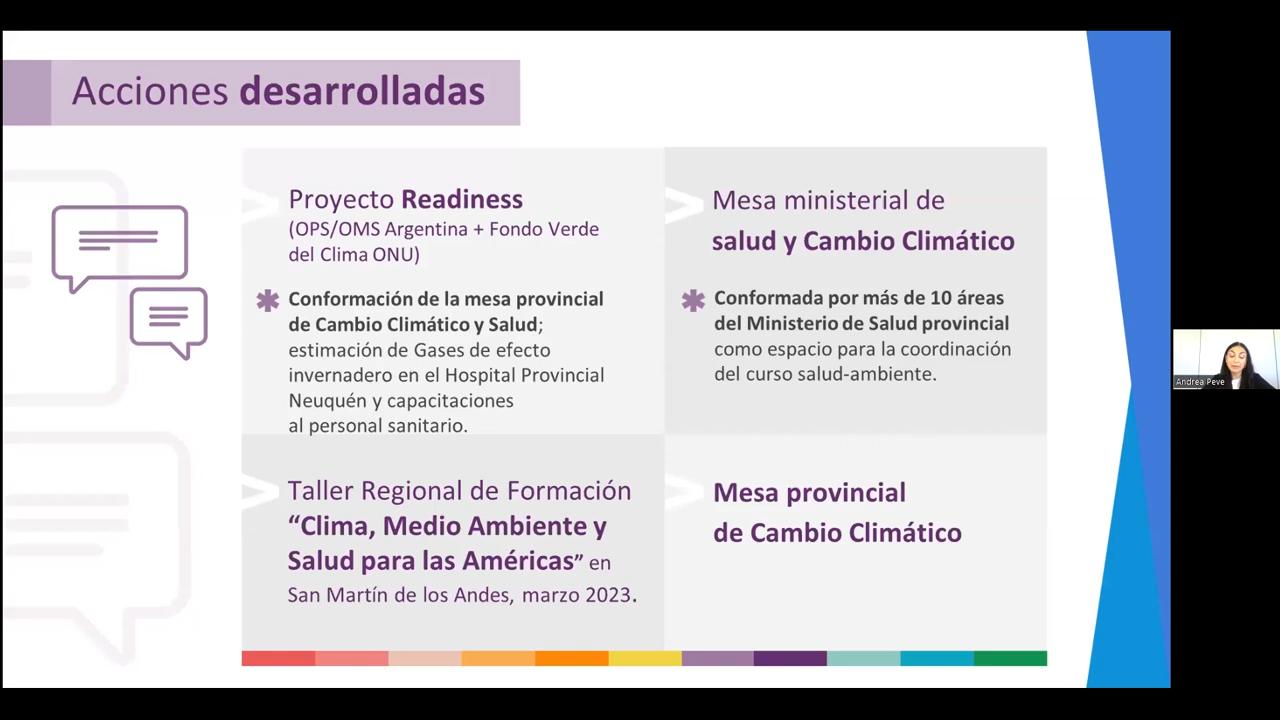 Acciones desarrolladas
Proyecto Readiness
(OPS/OMS Argentina + Fondo Verde
del Clima ONU)
Conformación de la mesa provincial
de Cambio Climático y Salud;
estimación de Gases de efecto
invernadero en el Hospital Provincial
Neuquén y capacitaciones
al personal sanitario.
Mesa ministerial de
salud y Cambio Climático
Conformada por más de 10 áreas
del Ministerio de Salud provincial
como espacio para la coordinación
del curso salud-ambiente.
Taller Regional de Formación
“Clima, Medio Ambiente y
Salud para las Américas” en
San Martín de los Andes, marzo 2023.
Mesa provincial
de Cambio Climático
Andrea Peve